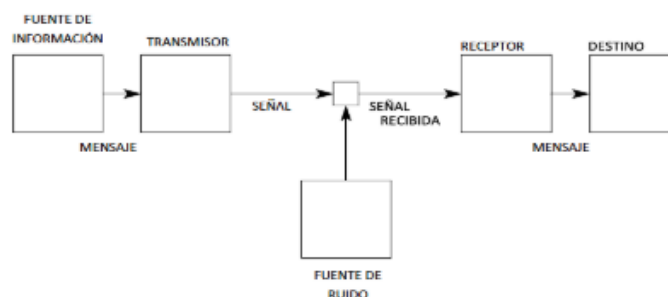 FUENTE DE
INFORMACIÓN
TRANSMISOR
RECEPTOR
DESTINO
SEÑAL
SEÑAL
RECIBIDA
MENSAJE
MENSAJE
FUENTE DE
RUIDO